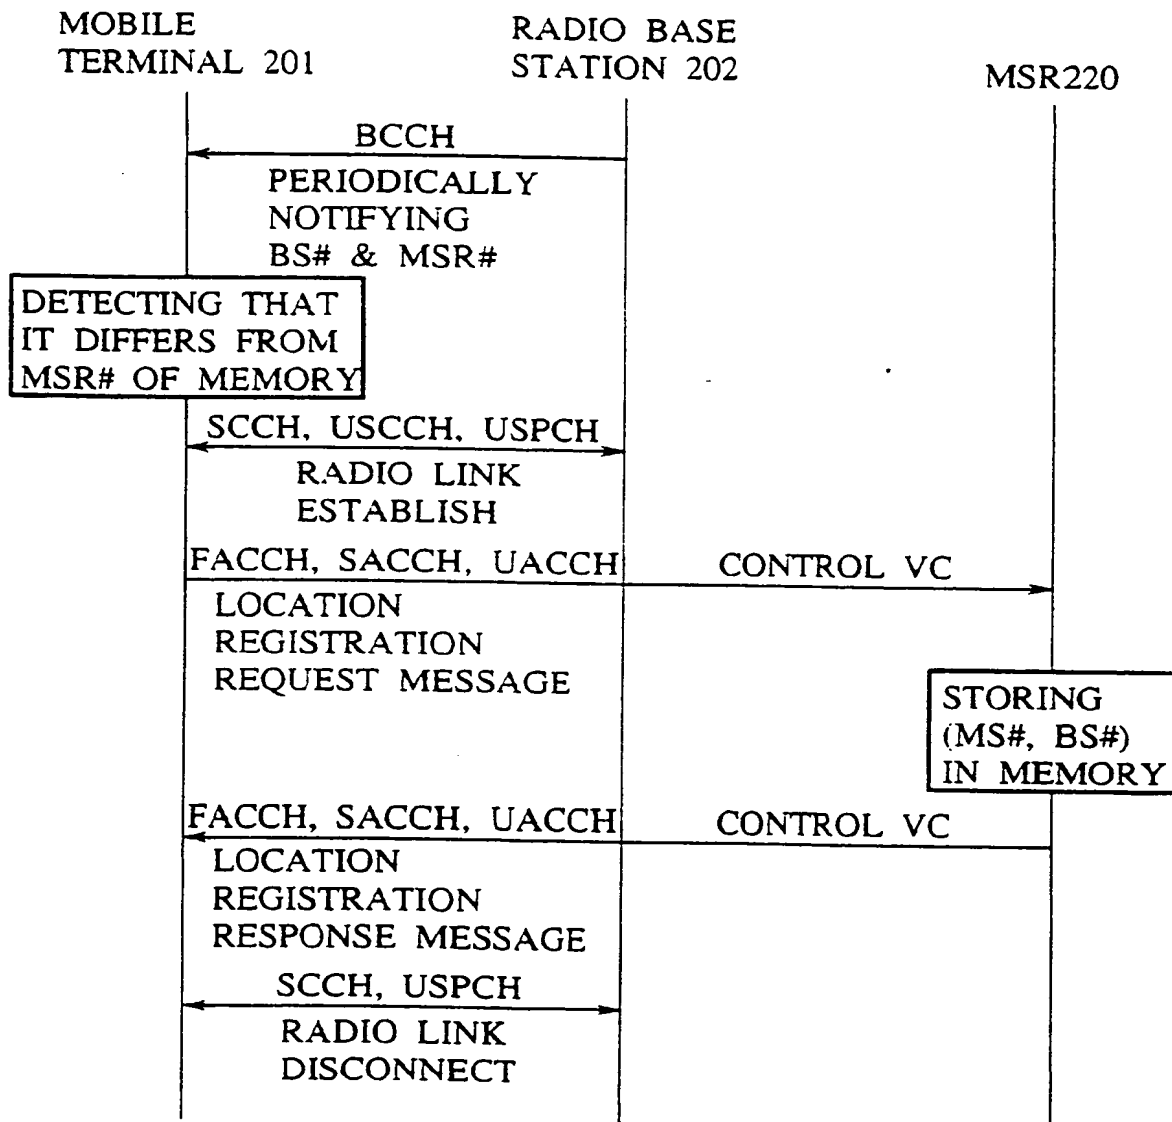 MOBILE
TERMINAL 201
RADIO BASE
STATION 202
MSR220
BCCH
PERIODICALLY
NOTIFYING
BS# & MSR#
DETECTING THAT
IT DIFFERS FROM
MSR# OF MEMORY
SCCH, USCCH, USPCH
RADIO LINK
ESTABLISH
FACCH, SACCH, UACCH
CONTROL VC
LOCATION
REGISTRATION
REQUEST MESSAGE
STORING
(MS#, BS#)
IN MEMORY
FACCH, SACCH, UACCH
CONTROL VC
LOCATION
REGISTRATION
RESPONSE MESSAGE
SCCH, USPCH
RADIO LINK
DISCONNECT